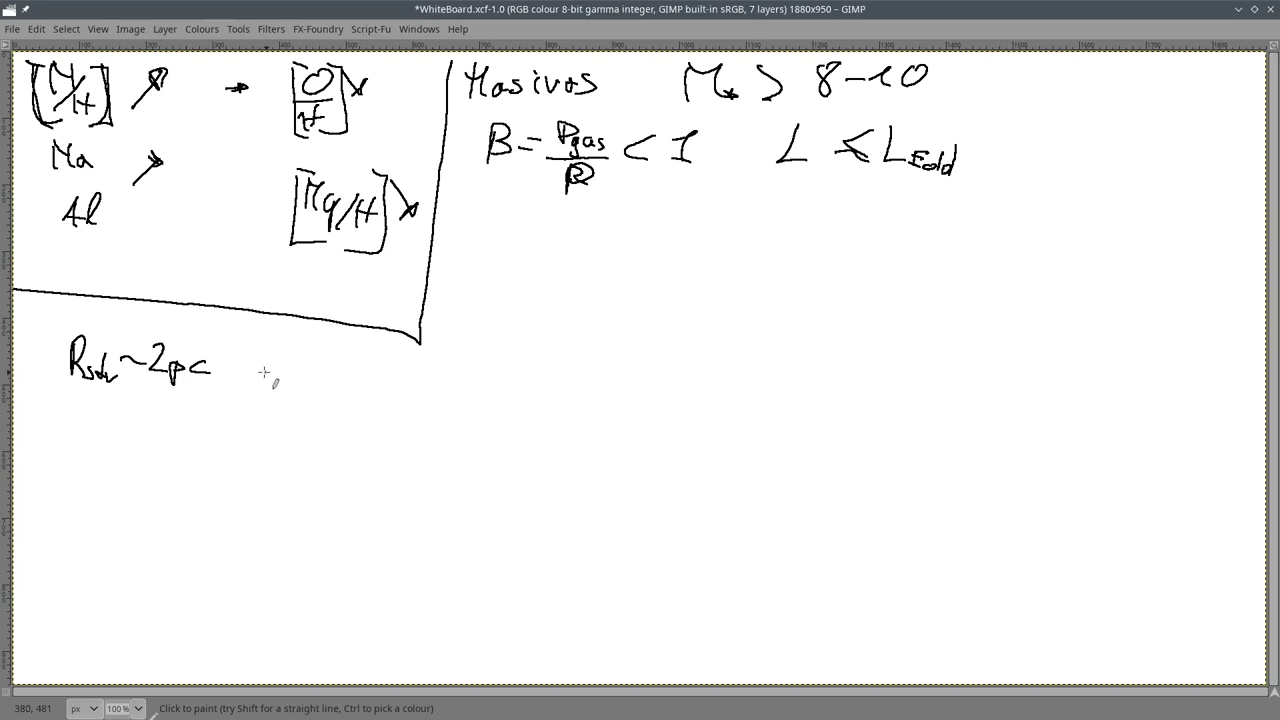 *WhiteBoard.xcf-1.0 (RGB colour 8-bit gamma integer, GIMP built-in sRGB, 7 layers) 1880x950 – GIMP
File Edit Select View Image Layer Colours Tools Filters FX-Foundry Script-Fu Windows Help
[M/H] ↗ → [O/H] ↘
Na ↗
Al
[Mg/H] ↘
Masivas M* > 8-10
β = Pgas/P < 1 L ≲ LEdd
~2pc
380, 481 px 100% Click to paint (try Shift for a straight line, Ctrl to pick a colour)